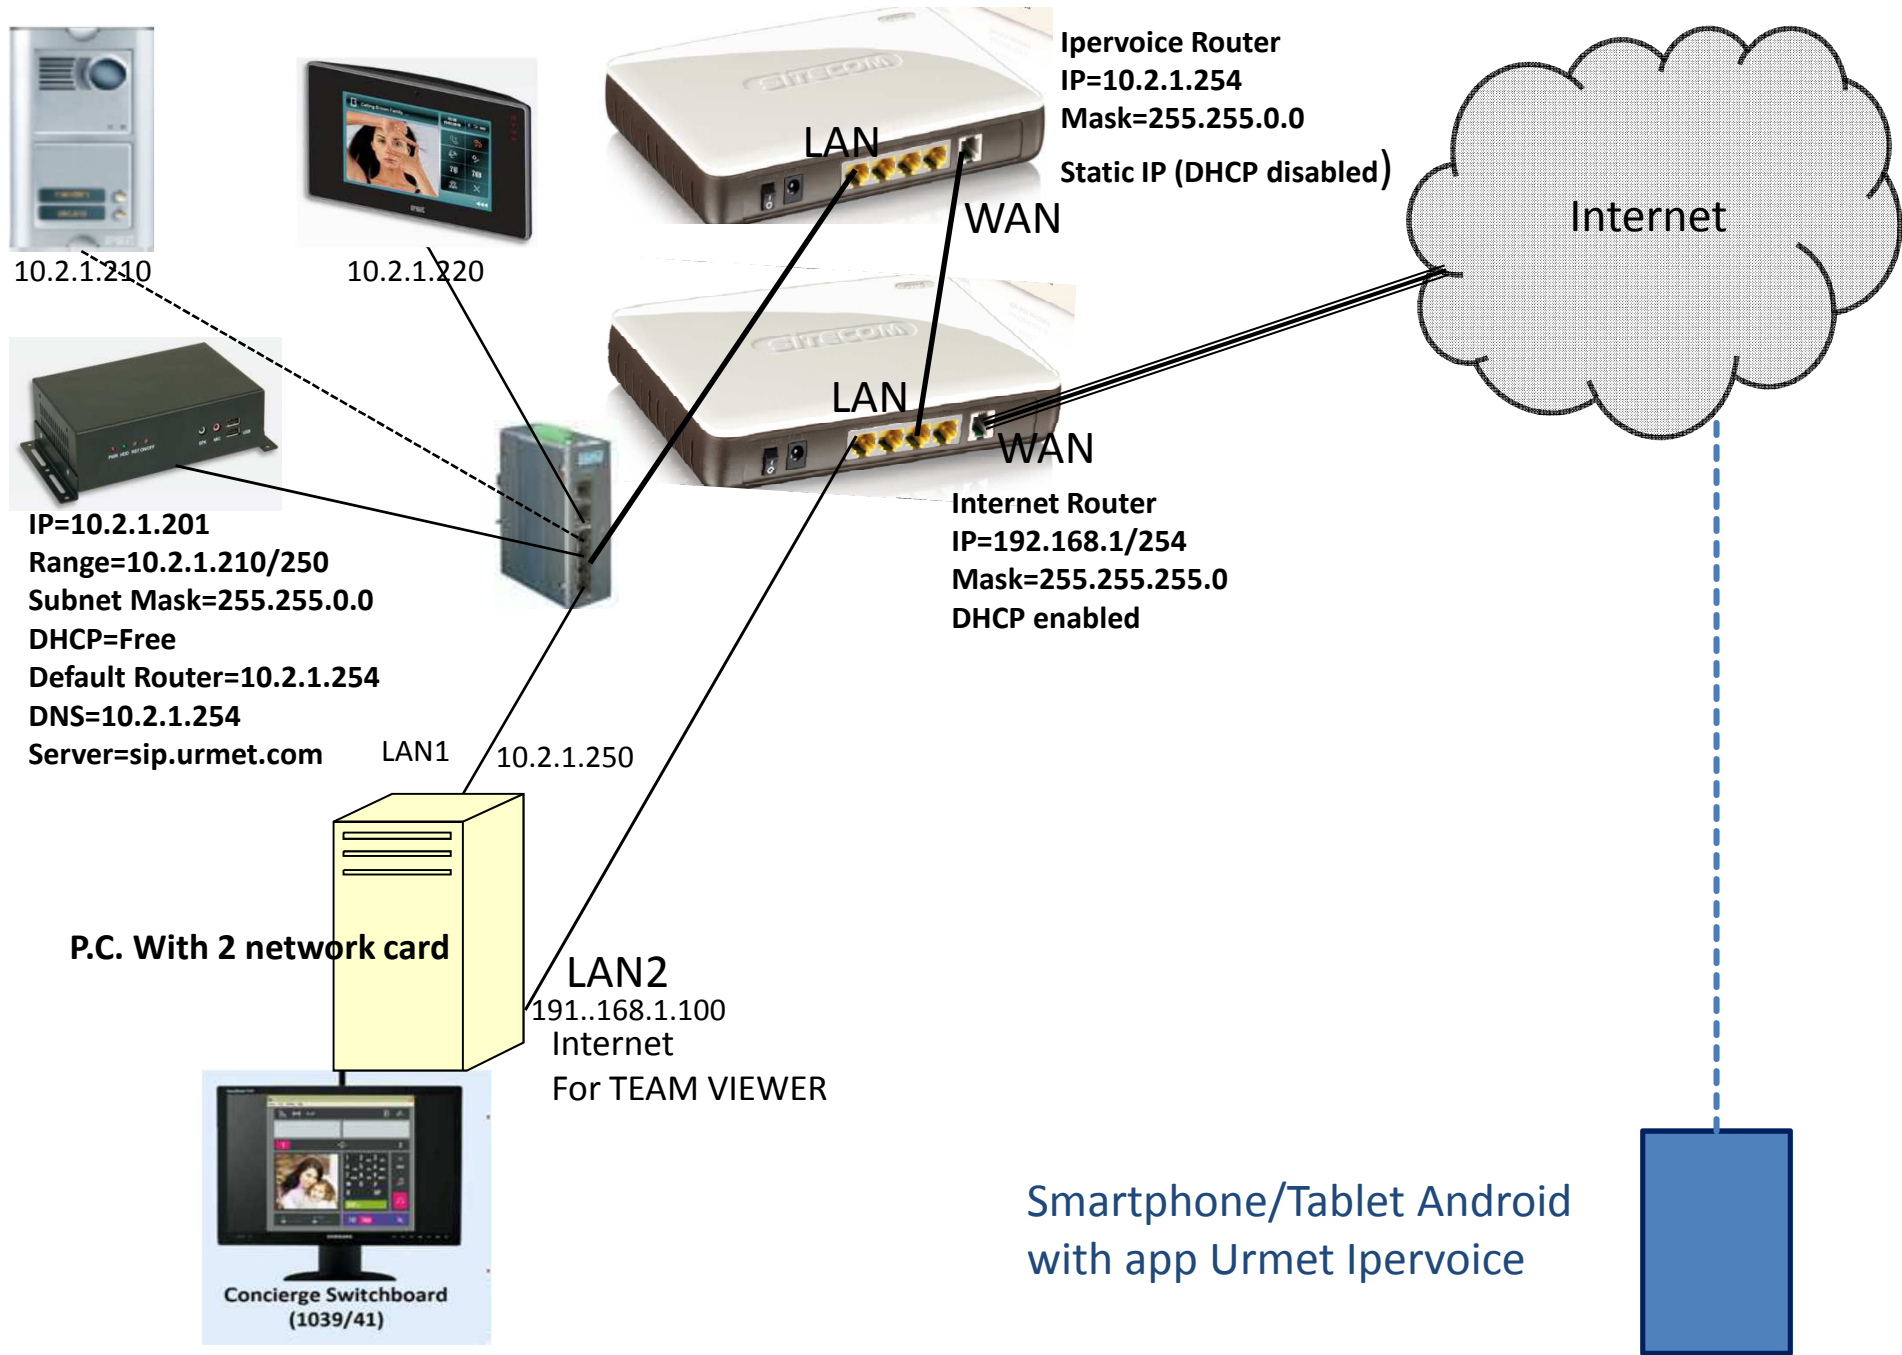 Ipervoice Router
IP=10.2.1.254
Mask=255.255.0.0
Static IP (DHCP disabled)
SITECOM
LAN
WAN
Internet
10.2.1.210
10.2.1.220
SITECOM
LAN
WAN
Internet Router
IP=192.168.1/254
Mask=255.255.255.0
DHCP enabled
IP=10.2.1.201
Range=10.2.1.210/250
Subnet Mask=255.255.0.0
DHCP=Free
Default Router=10.2.1.254
DNS=10.2.1.254
Server=sip.urmet.com
LAN1
10.2.1.250
P.C. With 2 network card
LAN2
191..168.1.100
Internet
For TEAM VIEWER
Concierge Switchboard
(1039/41)
Smartphone/Tablet Android
with app Urmet Ipervoice